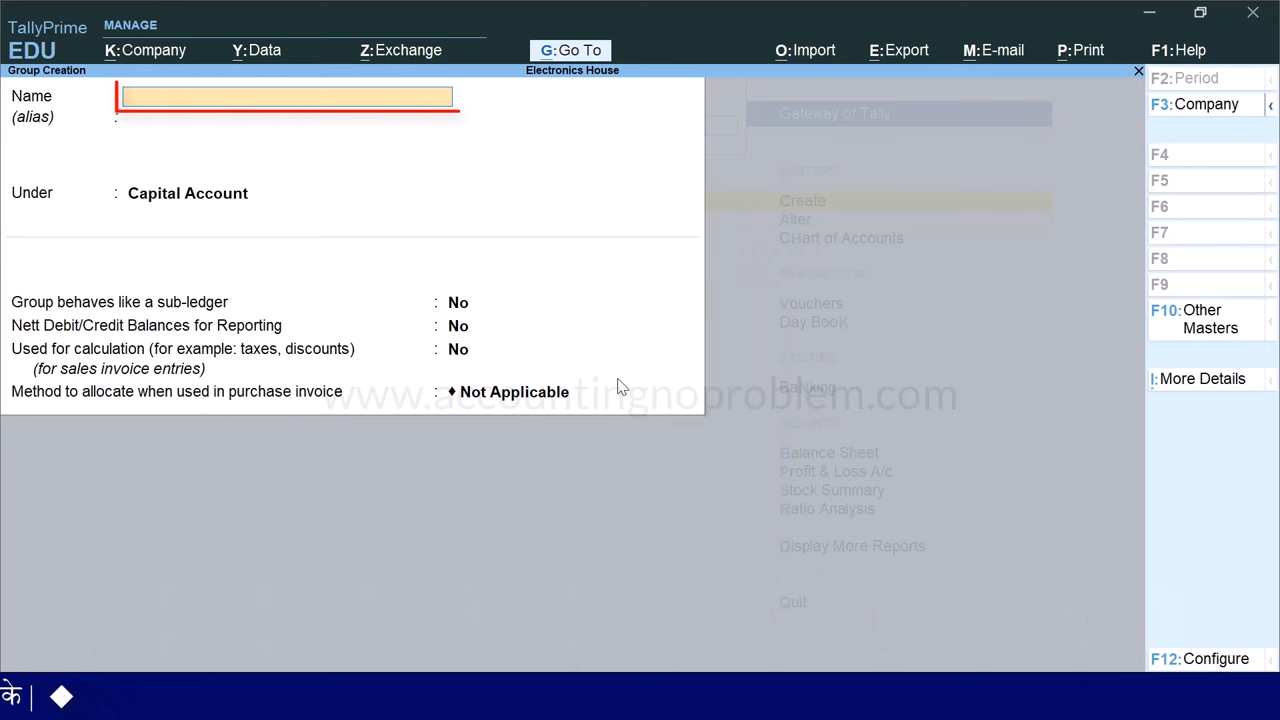 TallyPrime
EDU
MANAGE
K:Company
Y:Data
Z:Exchange
G:Go To
O:Import
E:Export
M:E-mail
P:Print
F1:Help
Group Creation
Electronics House
Name
(alias) :
Under : Capital Account
Group behaves like a sub-ledger : No
Nett Debit/Credit Balances for Reporting : No
Used for calculation (for example: taxes, discounts) : No
(for sales invoice entries)
Method to allocate when used in purchase invoice : ♦ Not Applicable
Gateway of Tally
MASTERS
Create
Alter
CHart of Accounts
TRANSACTIONS
Vouchers
Day BooK
UTILITIES
BaNking
REPORTS
Balance Sheet
Profit & Loss A/c
Stock Summary
Ratio Analysis
Display More Reports
Quit
www.accountingnoproblem.com
F2:Period
F3:Company
F4
F5
F6
F7
F8
F9
F10:Other
Masters
I:More Details
F12:Configure
के